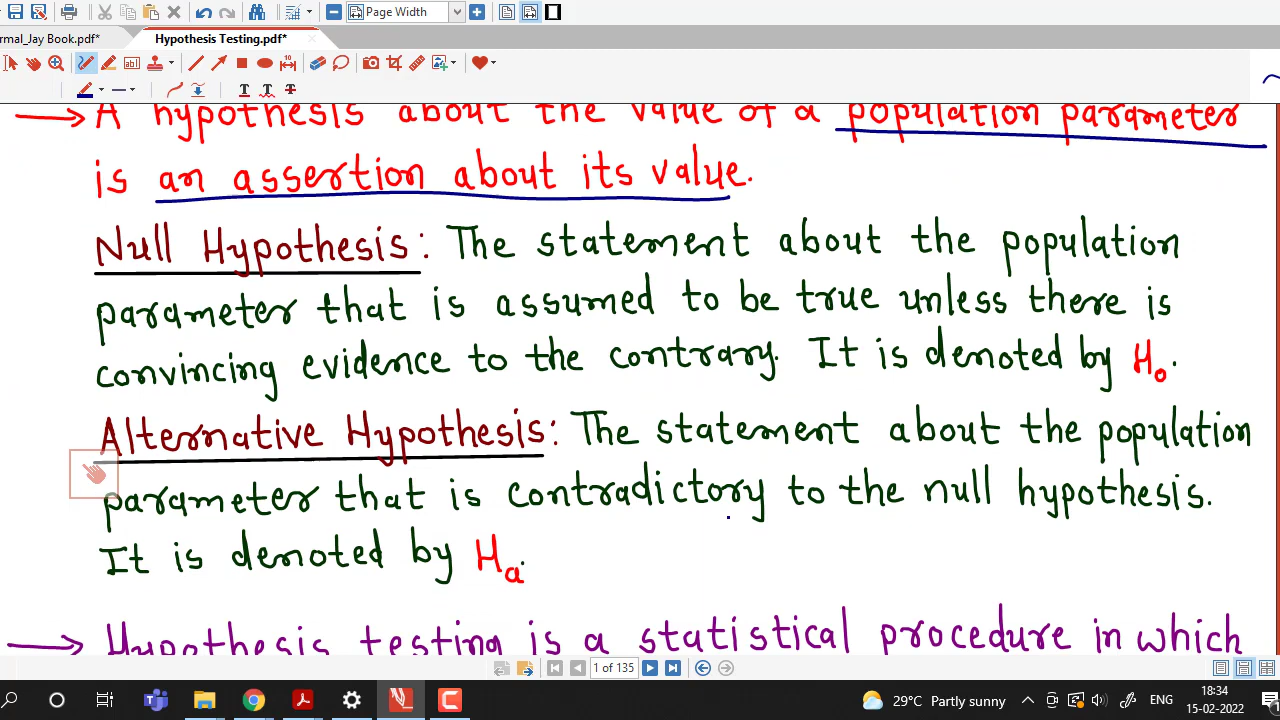 Page Width
rmal_Jay Book.pdf*
Hypothesis Testing.pdf*
→ A hypothesis about the value of a population parameter
is an assertion about its value.
Null Hypothesis: The statement about the population
parameter that is assumed to be true unless there is
convincing evidence to the contrary. It is denoted by H₀.
Alternative Hypothesis: The statement about the population
parameter that is contradictory to the null hypothesis.
It is denoted by Hₐ.
→ Hypothesis testing is a statistical procedure in which
1 of 135
29°C Partly sunny
ENG
18:34
15-02-2022